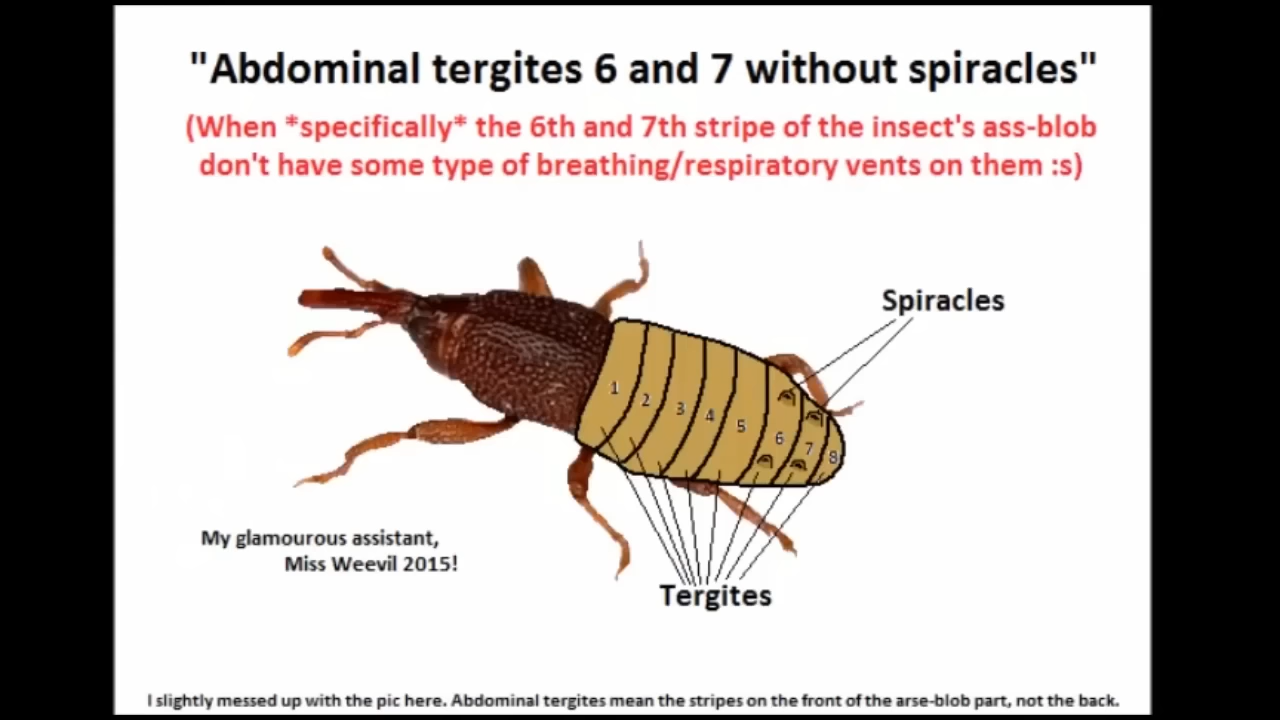 "Abdominal tergites 6 and 7 without spiracles"
(When *specifically* the 6th and 7th stripe of the insect's ass-blob
don't have some type of breathing/respiratory vents on them :s)
Spiracles
1
2
3
4
5
6
7
8
My glamourous assistant,
Miss Weevil 2015!
Tergites
I slightly messed up with the pic here. Abdominal tergites mean the stripes on the front of the arse-blob part, not the back.